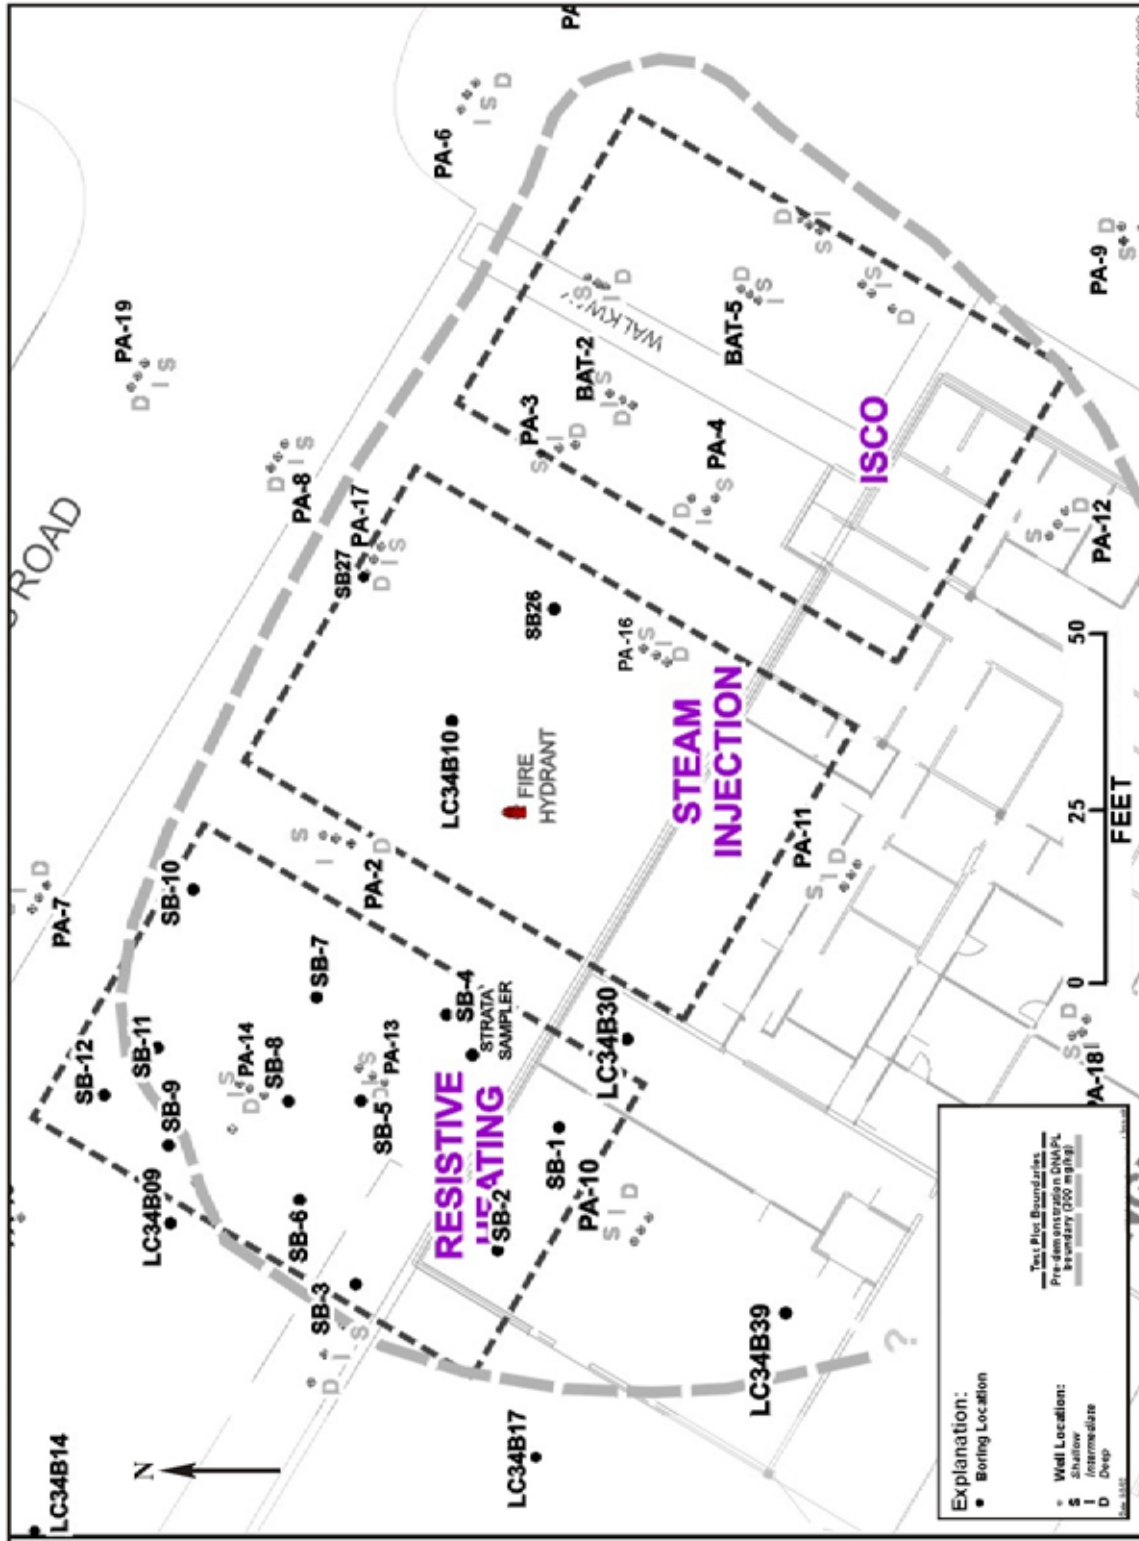 LC34B14
N
LC34B17
LC34B39
LC34B09
SB-12
SB-11
SB-9
SB-10
PA-7
PA-19
PA-8
PA-6
ROAD
PA
SB-3
SB-6
PA-14
SB-8
SB-7
SB-5
PA-13
PA-2
SB-4
STRATA
SAMPLER
RESISTIVE
HEATING
SB-2
SB-1
PA-10
LC34B30
LC34B10
FIRE
HYDRANT
SB27
PA-17
SB26
PA-16
STEAM
INJECTION
PA-11
PA-3
BAT-2
PA-4
WALKW
BAT-5
ISCO
PA-12
PA-9
PA-18
0
25
50
FEET
?
Explanation:
Boring Location
Well Location:
S Shallow
I Intermediate
D Deep
Test Plot Boundaries
Pre-demonstration DNAPL
boundary (300 mg/kg)